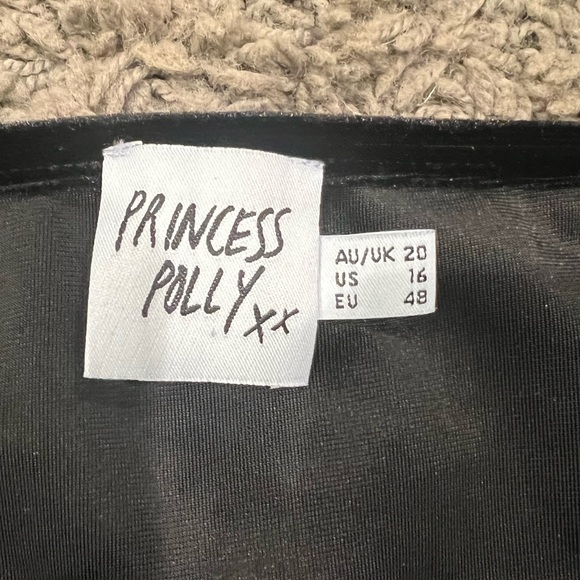 PRINCESS
POLLY xx
AU/UK 20
US 16
EU 48